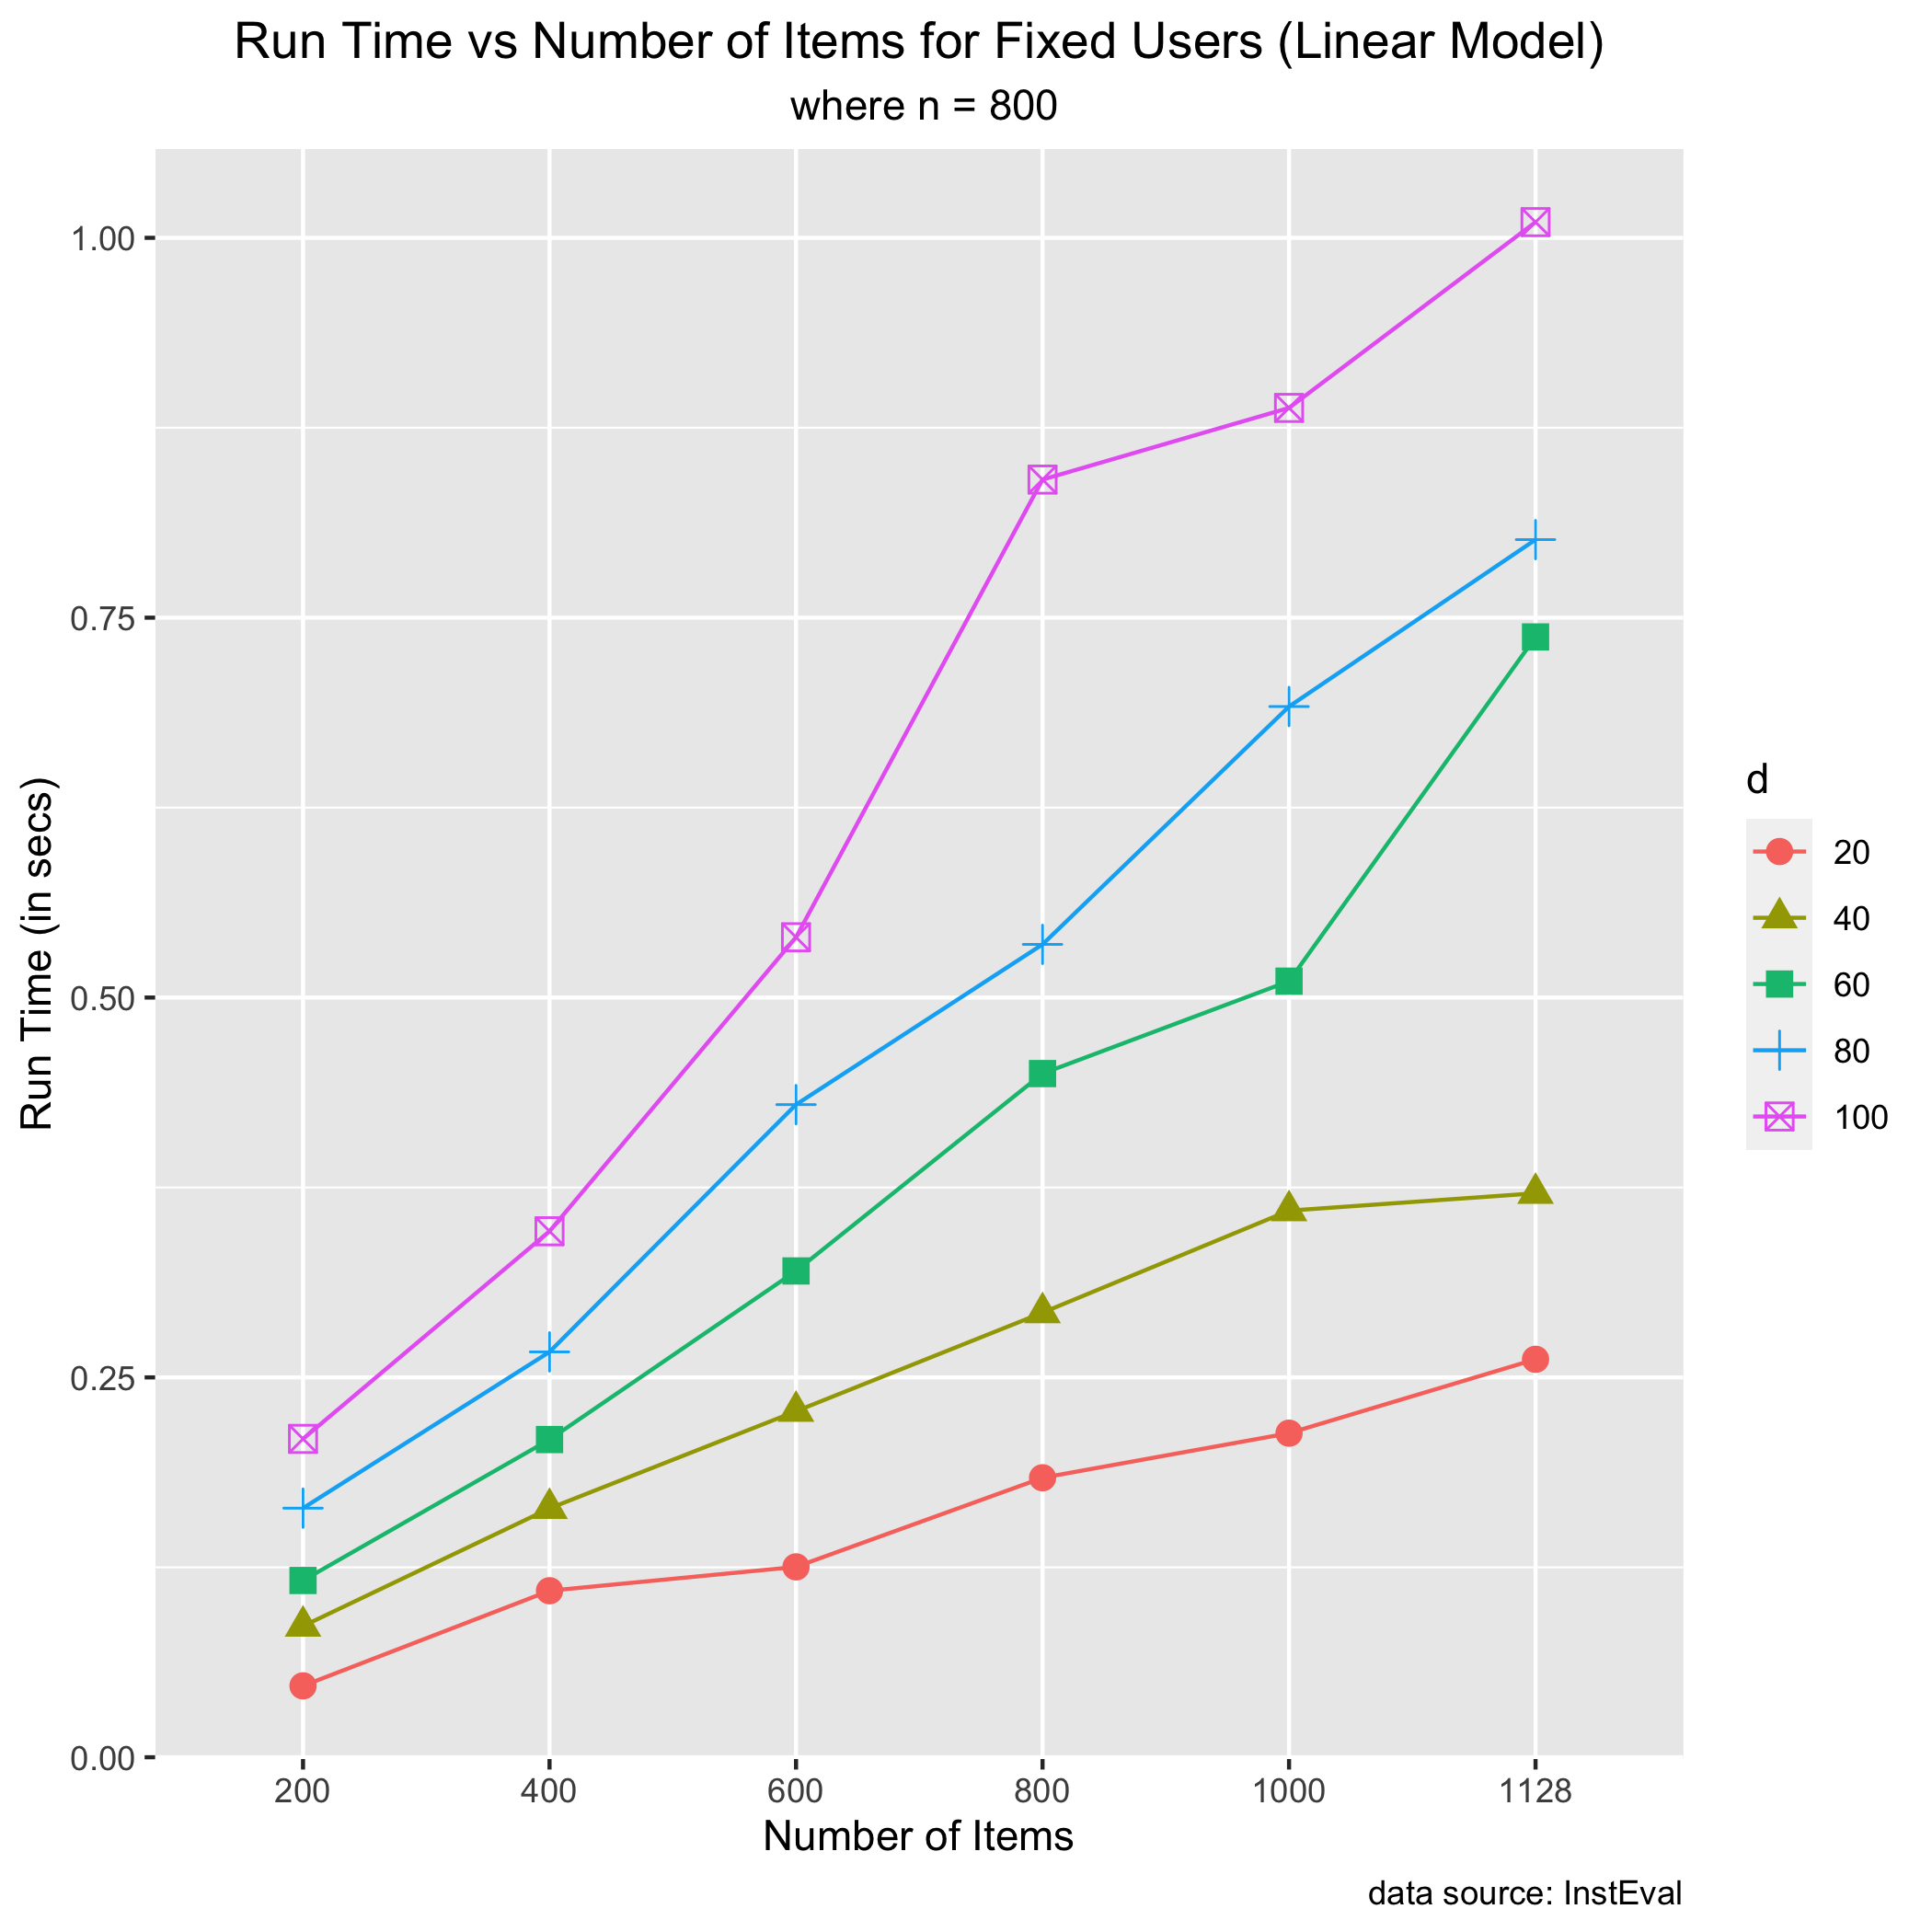 Run Time vs Number of Items for Fixed Users (Linear Model)
where n = 800
Run Time (in secs)
1.00
0.75
0.50
0.25
0.00
200 400 600 800 1000 1128
Number of Items
d
20
40
60
80
100
data source: InstEval